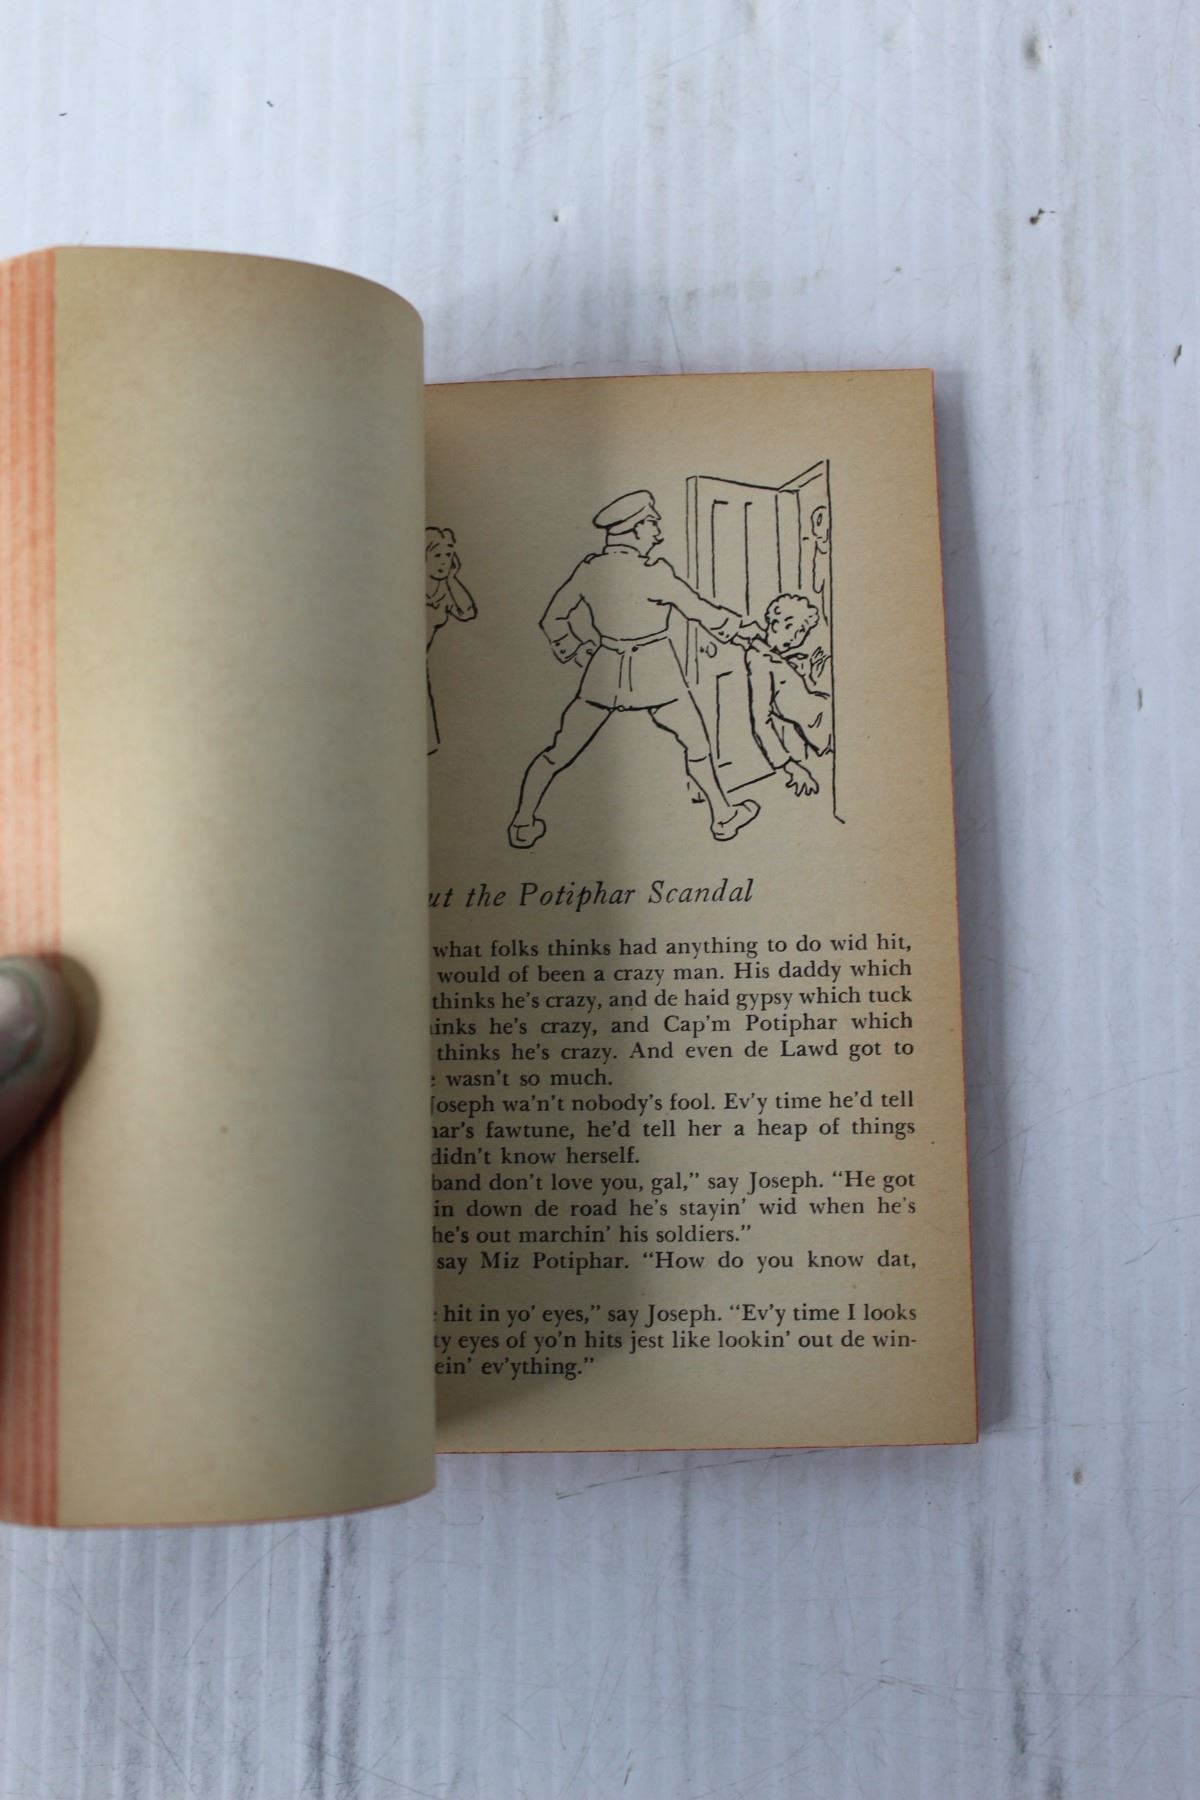 the Potiphar Scandal
what folks thinks had anything to do wid hit,
would of been a crazy man. His daddy which
thinks he's crazy, and de haid gypsy which tuck
he's crazy, and Cap'm Potiphar which
thinks he's crazy. And even de Lawd got to
wasn't so much.
Joseph wa'n't nobody's fool. Ev'y time he'd tell
fawtune, he'd tell her a heap of things
didn't know herself.
don't love you, gal,” say Joseph. “He got
in down de road he's stayin' wid when he's
he's out marchin' his soldiers.”
say Miz Potiphar. “How do you know dat,
hit in yo' eyes,” say Joseph. “Ev'y time I looks
eyes of yo'n hits jest like lookin' out de win-
ev'ything.”